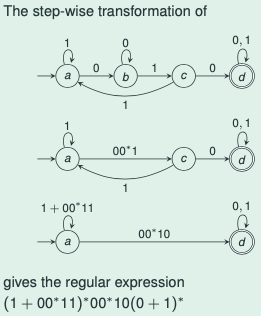 The step-wise transformation of
1 0 0,1
a 0 b 1 c 0 d
1
1 0,1
a 00*1 c 0 d
1
1 + 00*11 0,1
a 00*10 d
gives the regular expression
(1 + 00*11)*00*10(0 + 1)*